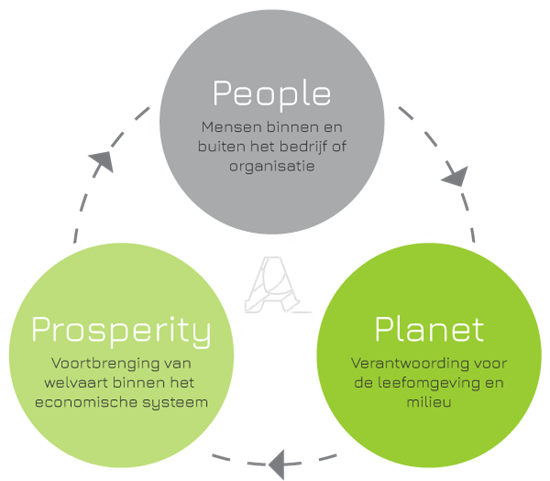 People
Mensen binnen en
buiten het bedrijf of
organisatie
Prosperity
Voortbrenging van
welvaart binnen het
economische systeem
Planet
Verantwoording voor
de leefomgeving en
milieu